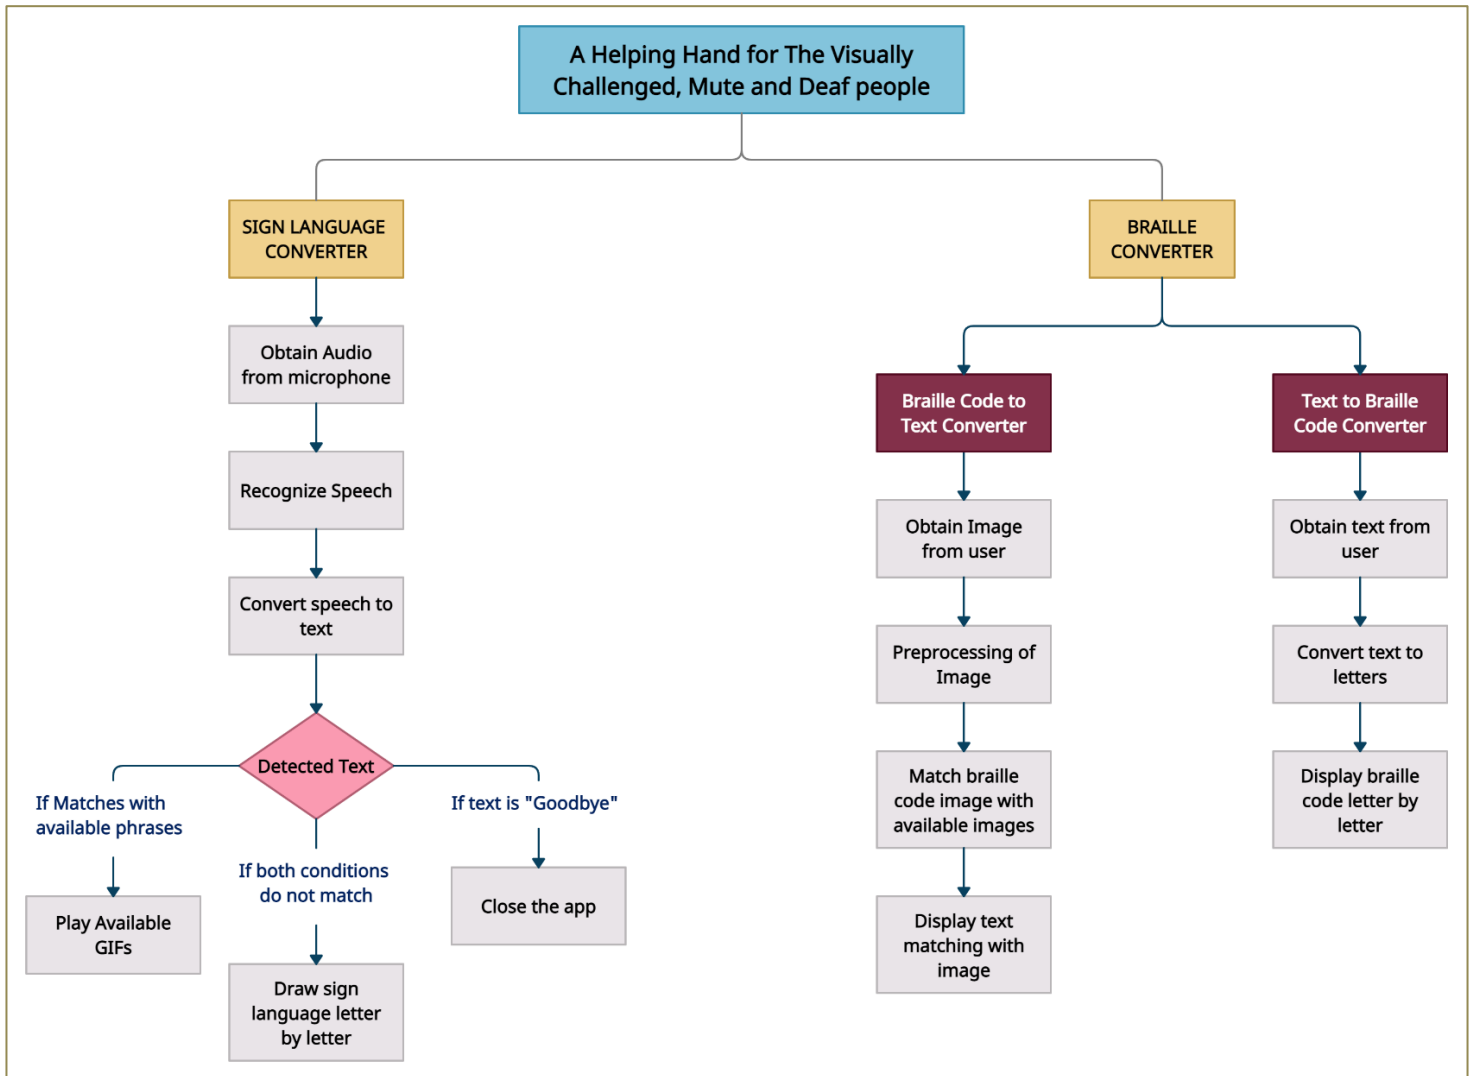 A Helping Hand for The Visually
Challenged, Mute and Deaf people
SIGN LANGUAGE
CONVERTER
Obtain Audio
from microphone
Recognize Speech
Convert speech to
text
Detected Text
If Matches with
available phrases
Play Available
GIFs
If both conditions
do not match
Draw sign
language letter
by letter
If text is "Goodbye"
Close the app
BRAILLE
CONVERTER
Braille Code to
Text Converter
Obtain Image
from user
Preprocessing of
Image
Match braille
code image with
available images
Display text
matching with
image
Text to Braille
Code Converter
Obtain text from
user
Convert text to
letters
Display braille
code letter by
letter